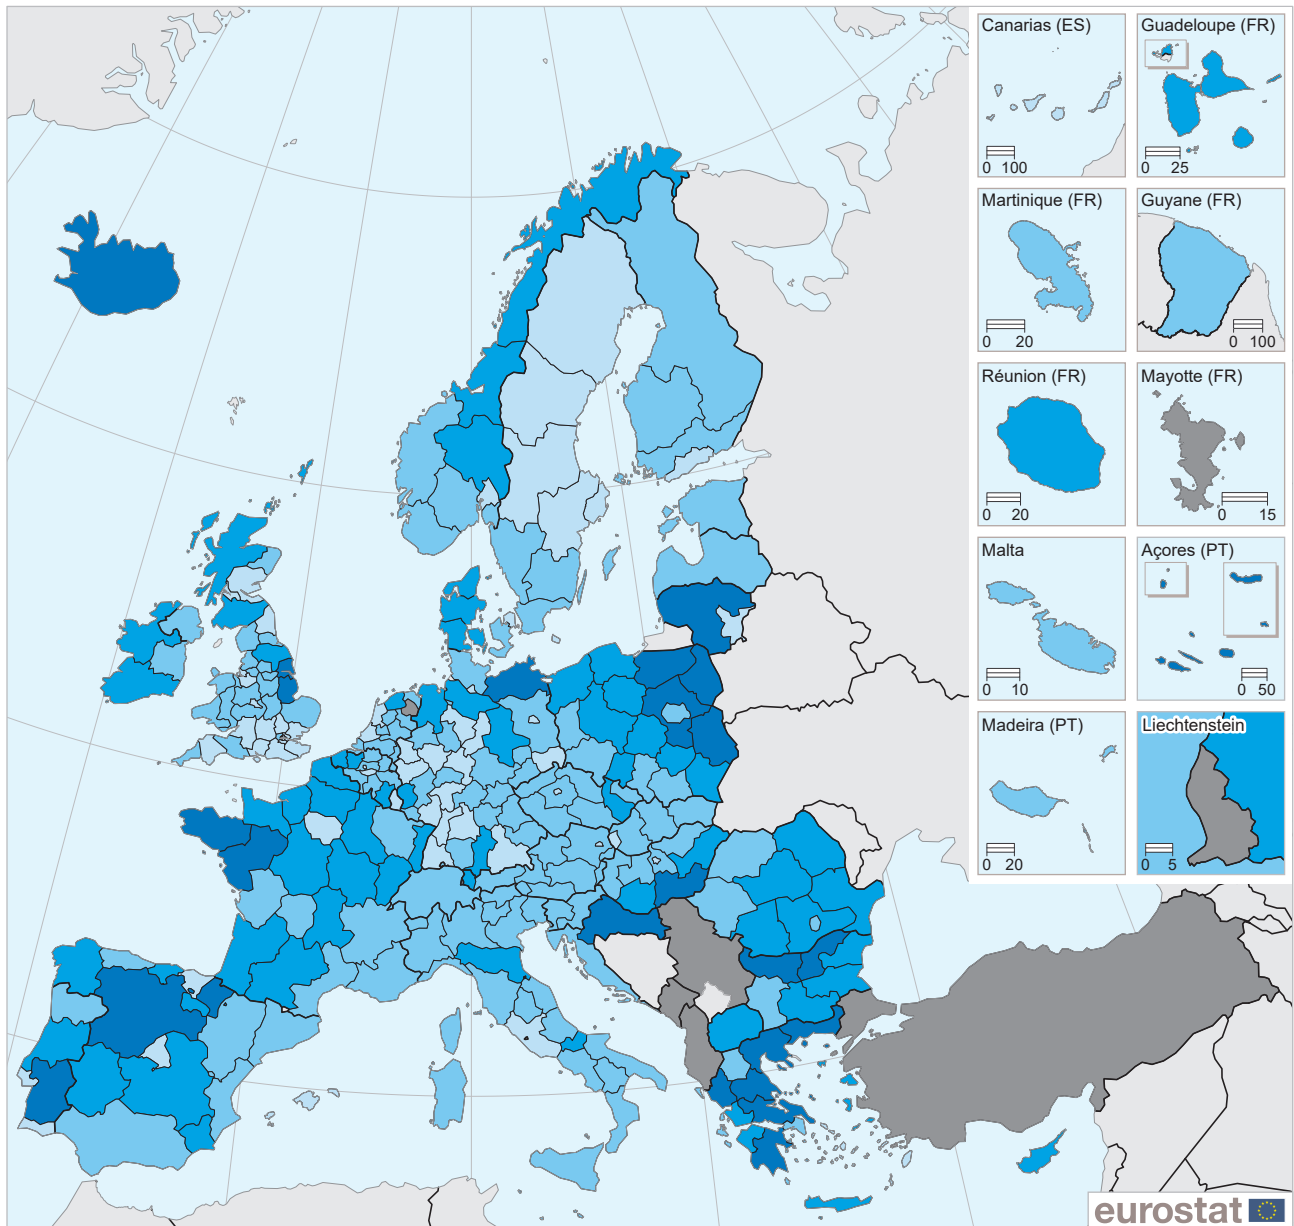 Canarias (ES)
0 100
Guadeloupe (FR)
0 25
Martinique (FR)
0 20
Guyane (FR)
0 100
Réunion (FR)
0 20
Mayotte (FR)
0 15
Malta
0 10
Açores (PT)
0 50
Madeira (PT)
0 20
Liechtenstein
0 5
eurostat